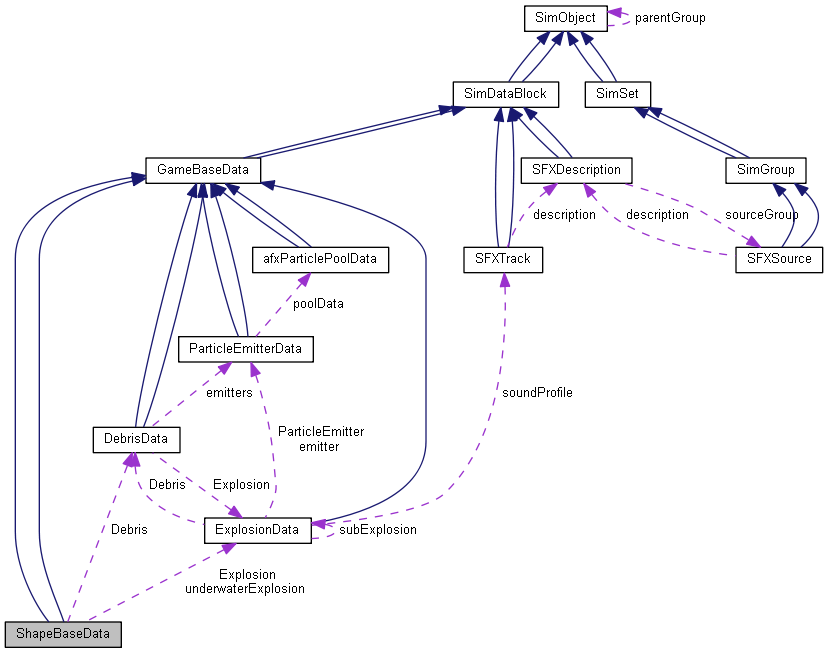 SimObject
parentGroup
SimDataBlock
SimSet
GameBaseData
SFXDescription
SimGroup
description
description
sourceGroup
afxParticlePoolData
SFXTrack
SFXSource
poolData
ParticleEmitterData
emitters
soundProfile
DebrisData
ParticleEmitter
emitter
Debris
Explosion
Debris
ExplosionData
subExplosion
Explosion
underwaterExplosion
ShapeBaseData